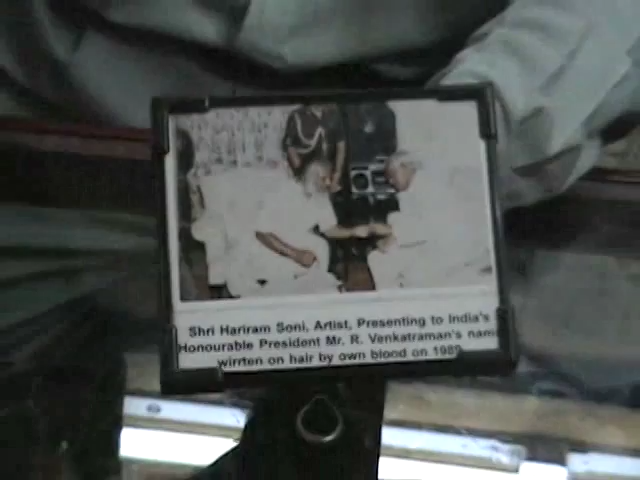 Shri Hariram Soni, Artist, Presenting to India's
Honourable President Mr. R. Venkatraman's name
wirrten on hair by own blood on 1989